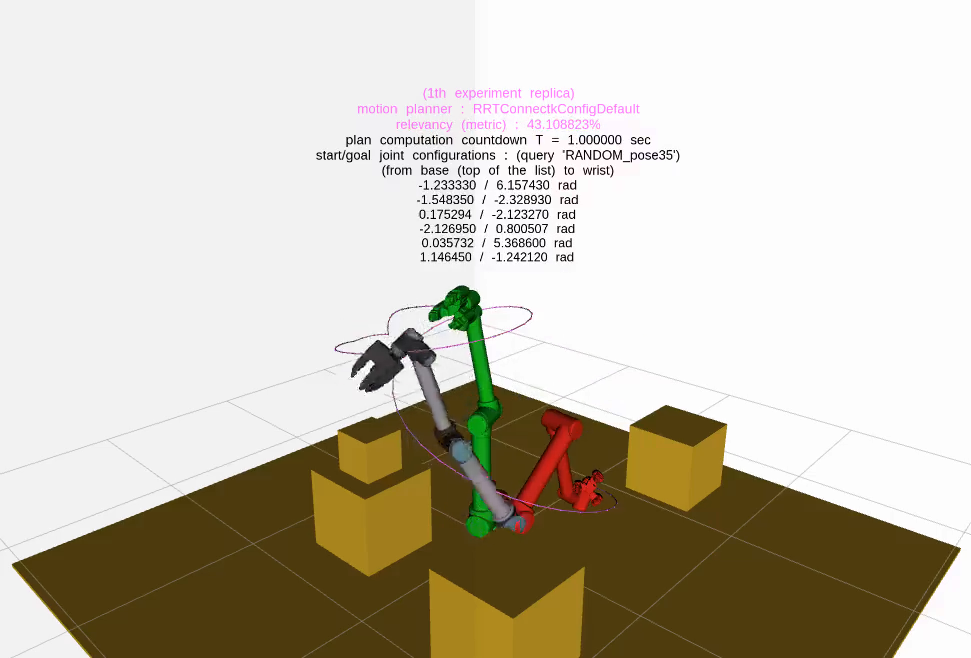 (1th experiment replica)
motion planner : RRTConnectkConfigDefault
relevancy (metric) : 43.108823%
plan computation countdown T = 1.000000 sec
start/goal joint configurations : (query 'RANDOM_pose35')
(from base (top of the list) to wrist)
-1.233330 / 6.157430 rad
-1.548350 / -2.328930 rad
0.175294 / -2.123270 rad
-2.126950 / 0.800507 rad
0.035732 / 5.368600 rad
1.146450 / -1.242120 rad